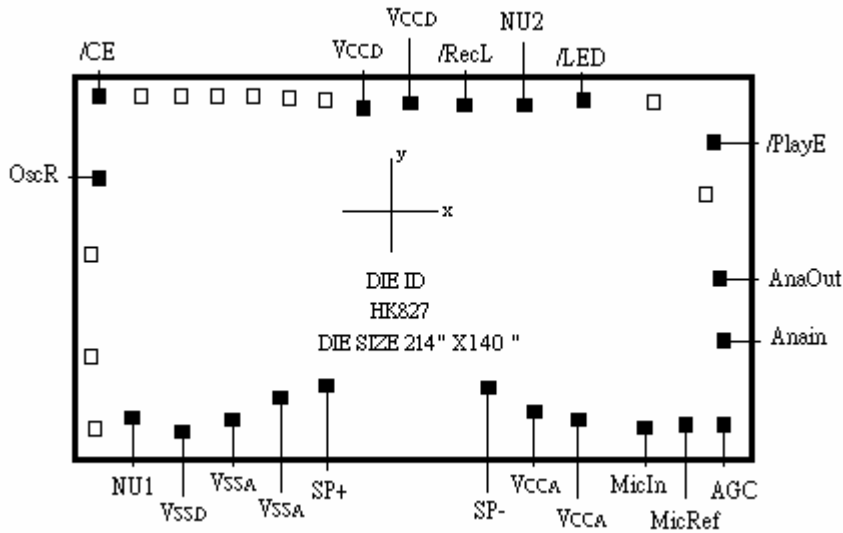 VCCD
NU2
/CE
VCCD
/RecL
/LED
/PlayE
y
OscR
x
DIE ID
AnaOut
HK827
DIE SIZE 214" X140 "
Anain
NU1
VSSA
SP+
VCCA
MicIn
AGC
VSSD
VSSA
SP-
VCCA
MicRef